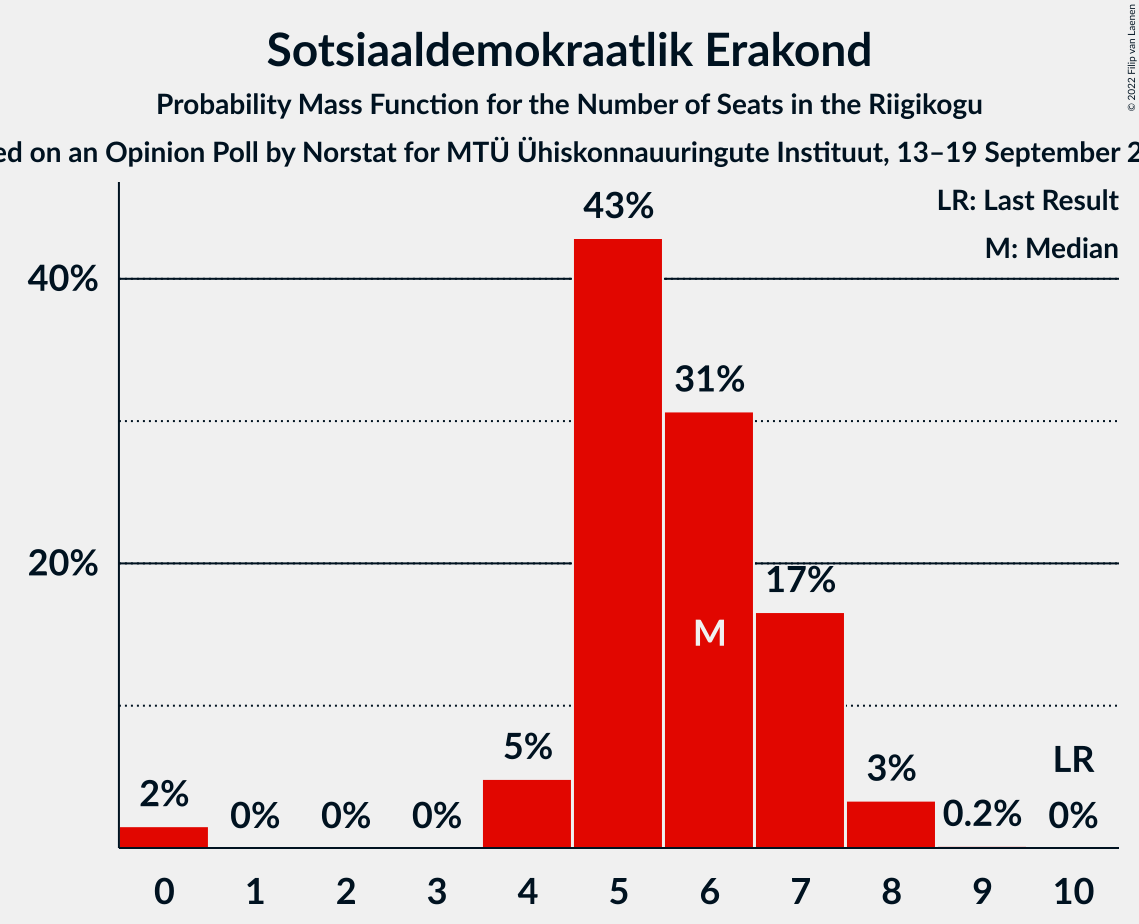 Sotsiaaldemokraatlik Erakond
Probability Mass Function for the Number of Seats in the Riigikogu
on an Opinion Poll by Norstat for MTÜ Ühiskonnauuringute Instituut, 13–19 September
© 2022 Filip van Laenen
LR: Last Result
M: Median
40%
20%
43%
31%
17%
M
5%
3%
LR
2%
0%
0%
0%
0.2%
0%
0 1 2 3 4 5 6 7 8 9 10